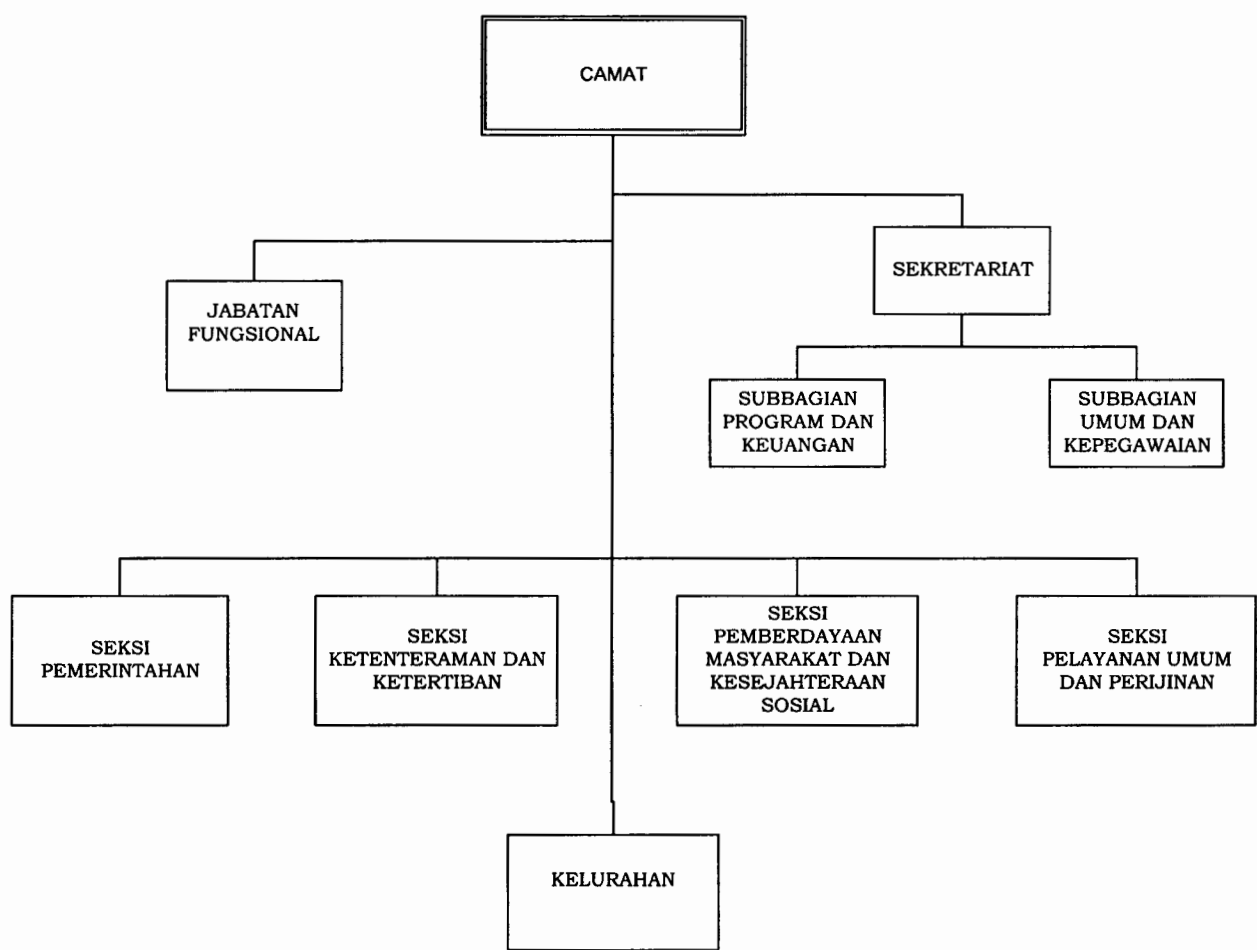 CAMAT
SEKRETARIAT
JABATAN
FUNGSIONAL
SUBBAGIAN
PROGRAM DAN
KEUANGAN
SUBBAGIAN
UMUM DAN
KEPEGAWAIAN
SEKSI
PEMERINTAHAN
SEKSI
KETENTERAMAN DAN
KETERTIBAN
SEKSI
PEMBERDAYAAN
MASYARAKAT DAN
KESEJAHTERAAN
SOSIAL
SEKSI
PELAYANAN UMUM
DAN PERIJINAN
KELURAHAN